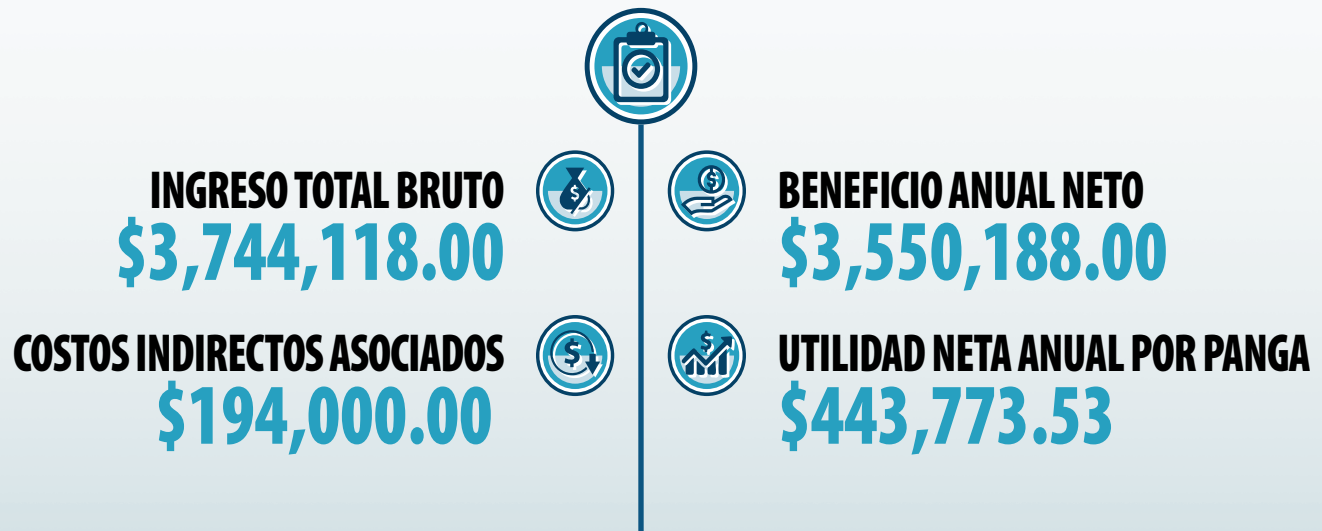 INGRESO TOTAL BRUTO
$3,744,118.00
COSTOS INDIRECTOS ASOCIADOS
$194,000.00
BENEFICIO ANUAL NETO
$3,550,188.00
UTILIDAD NETA ANUAL POR PANGA
$443,773.53